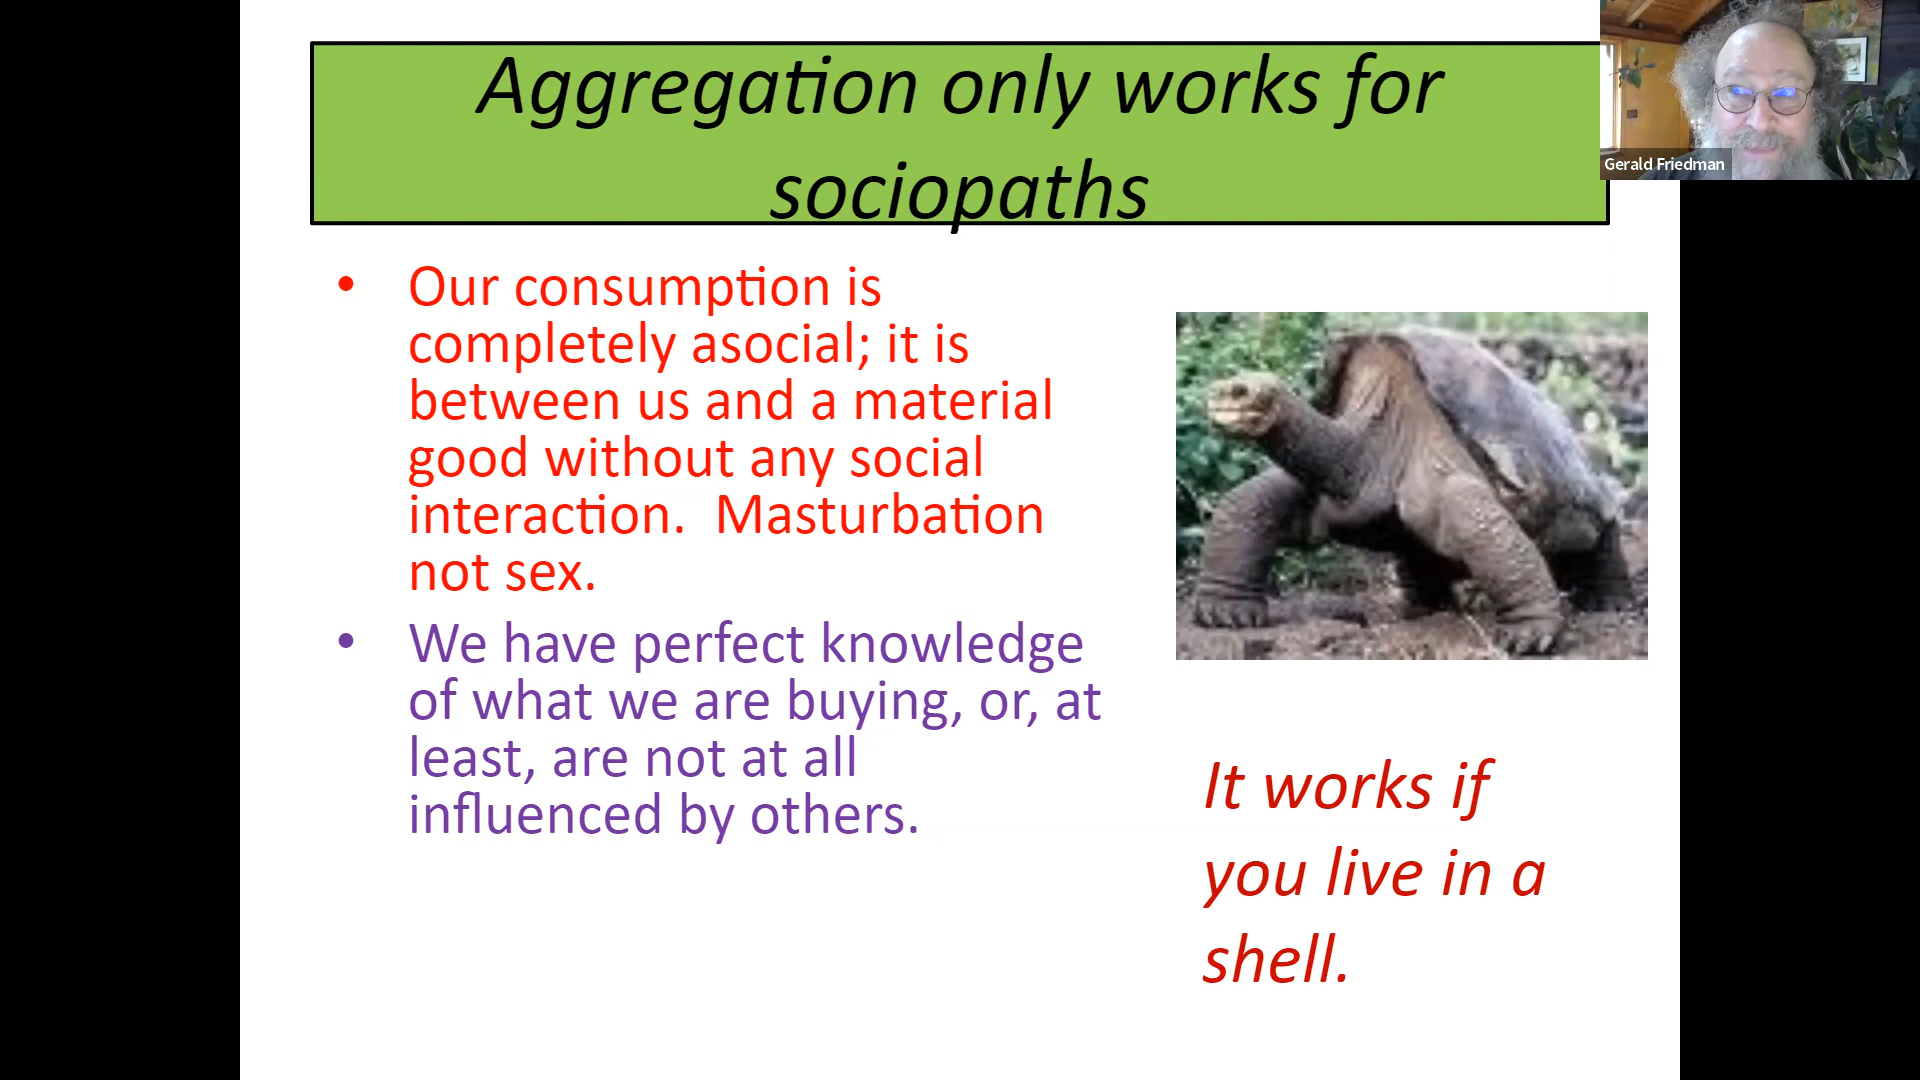 Aggregation only works for
sociopaths
Gerald Friedman
• Our consumption is
completely asocial; it is
between us and a material
good without any social
interaction.  Masturbation
not sex.
• We have perfect knowledge
of what we are buying, or, at
least, are not at all
influenced by others.
It works if
you live in a
shell.